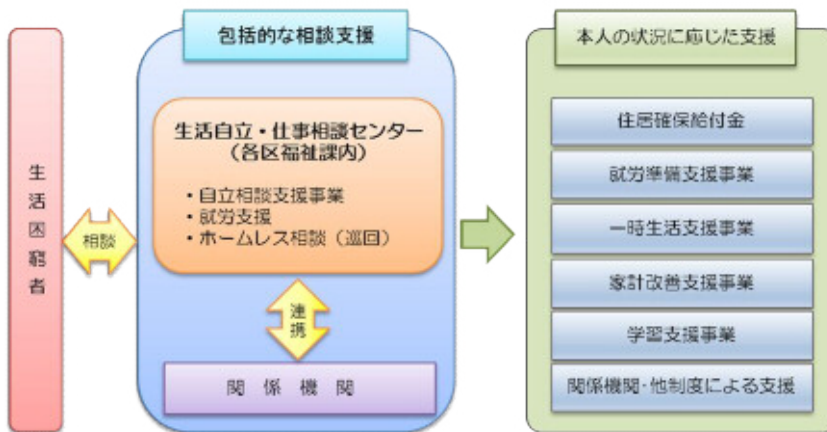 生活困窮者
相談
包括的な相談支援
生活自立・仕事相談センター
（各区福祉課内）
・自立相談支援事業
・就労支援
・ホームレス相談（巡回）
連携
関係機関
本人の状況に応じた支援
住居確保給付金
就労準備支援事業
一時生活支援事業
家計改善支援事業
学習支援事業
関係機関・他制度による支援